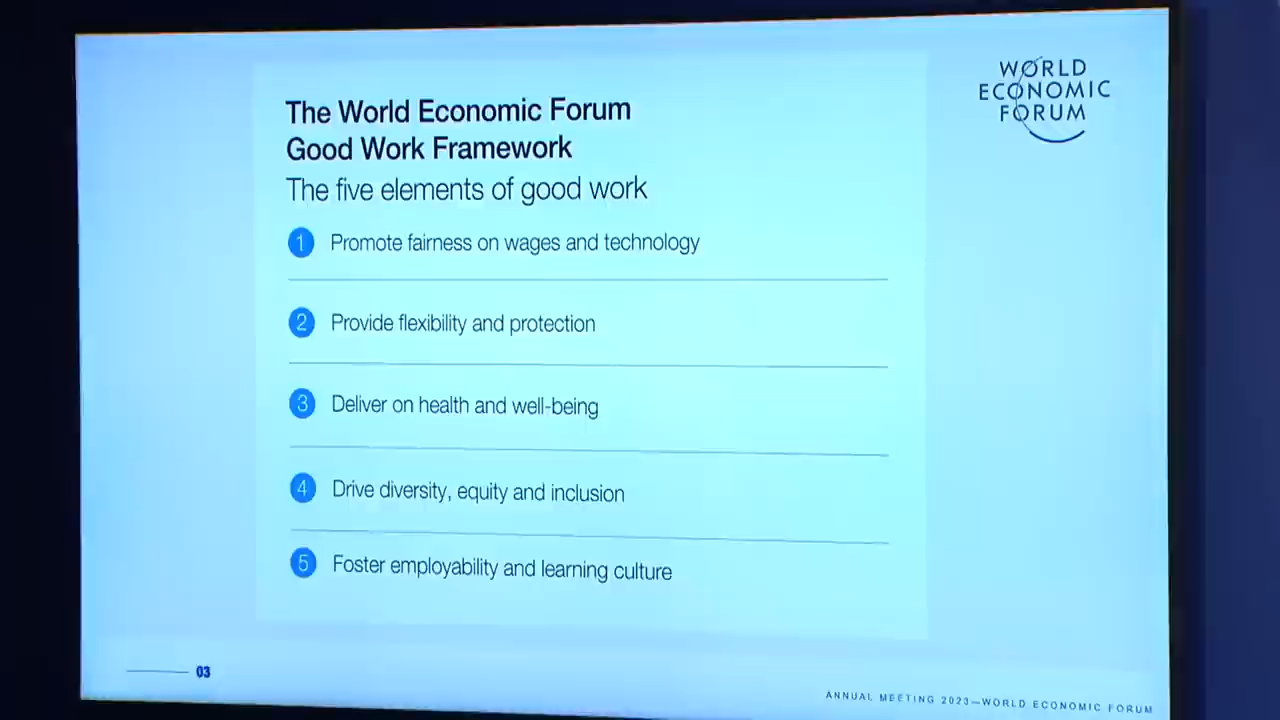 WORLD
ECONOMIC
FORUM
The World Economic Forum
Good Work Framework
The five elements of good work
1 Promote fairness on wages and technology
2 Provide flexibility and protection
3 Deliver on health and well-being
4 Drive diversity, equity and inclusion
5 Foster employability and learning culture
03
ANNUAL MEETING 2023—WORLD ECONOMIC FORUM